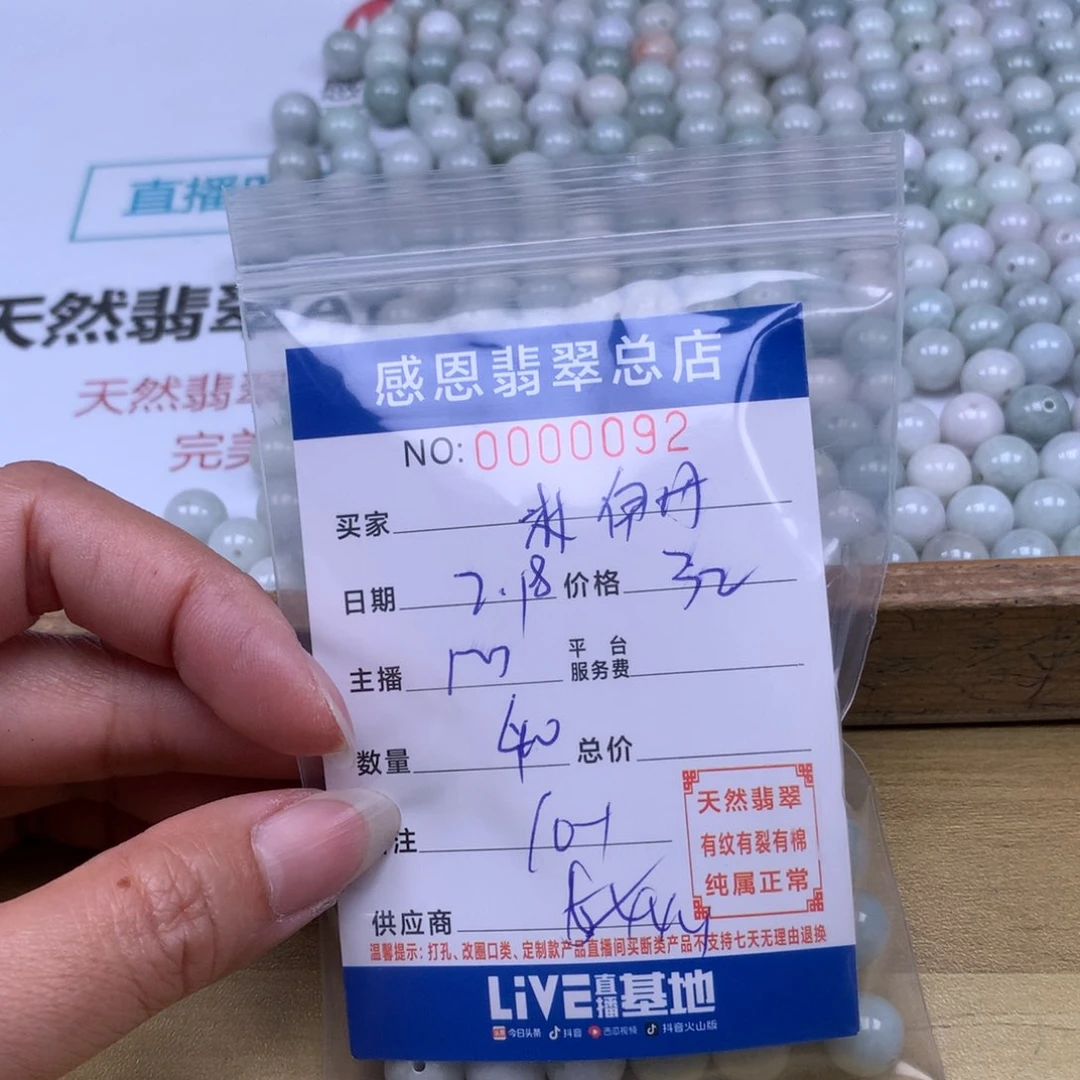 直播
天然翡翠
天然翡翠
完美
感恩翡翠总店
NO: 0000092
买家 林伊丹
日期 7.18 价格 32
主播 m 平台服务费
数量 40 总价
注 10-1
供应商
天然翡翠
有纹有裂有棉
纯属正常
温馨提示：打孔、改圈口类、定制款产品直播间买断类产品不支持七天无理由退换
LiVE直播基地
今日头条 抖音 西瓜视频 抖音火山版